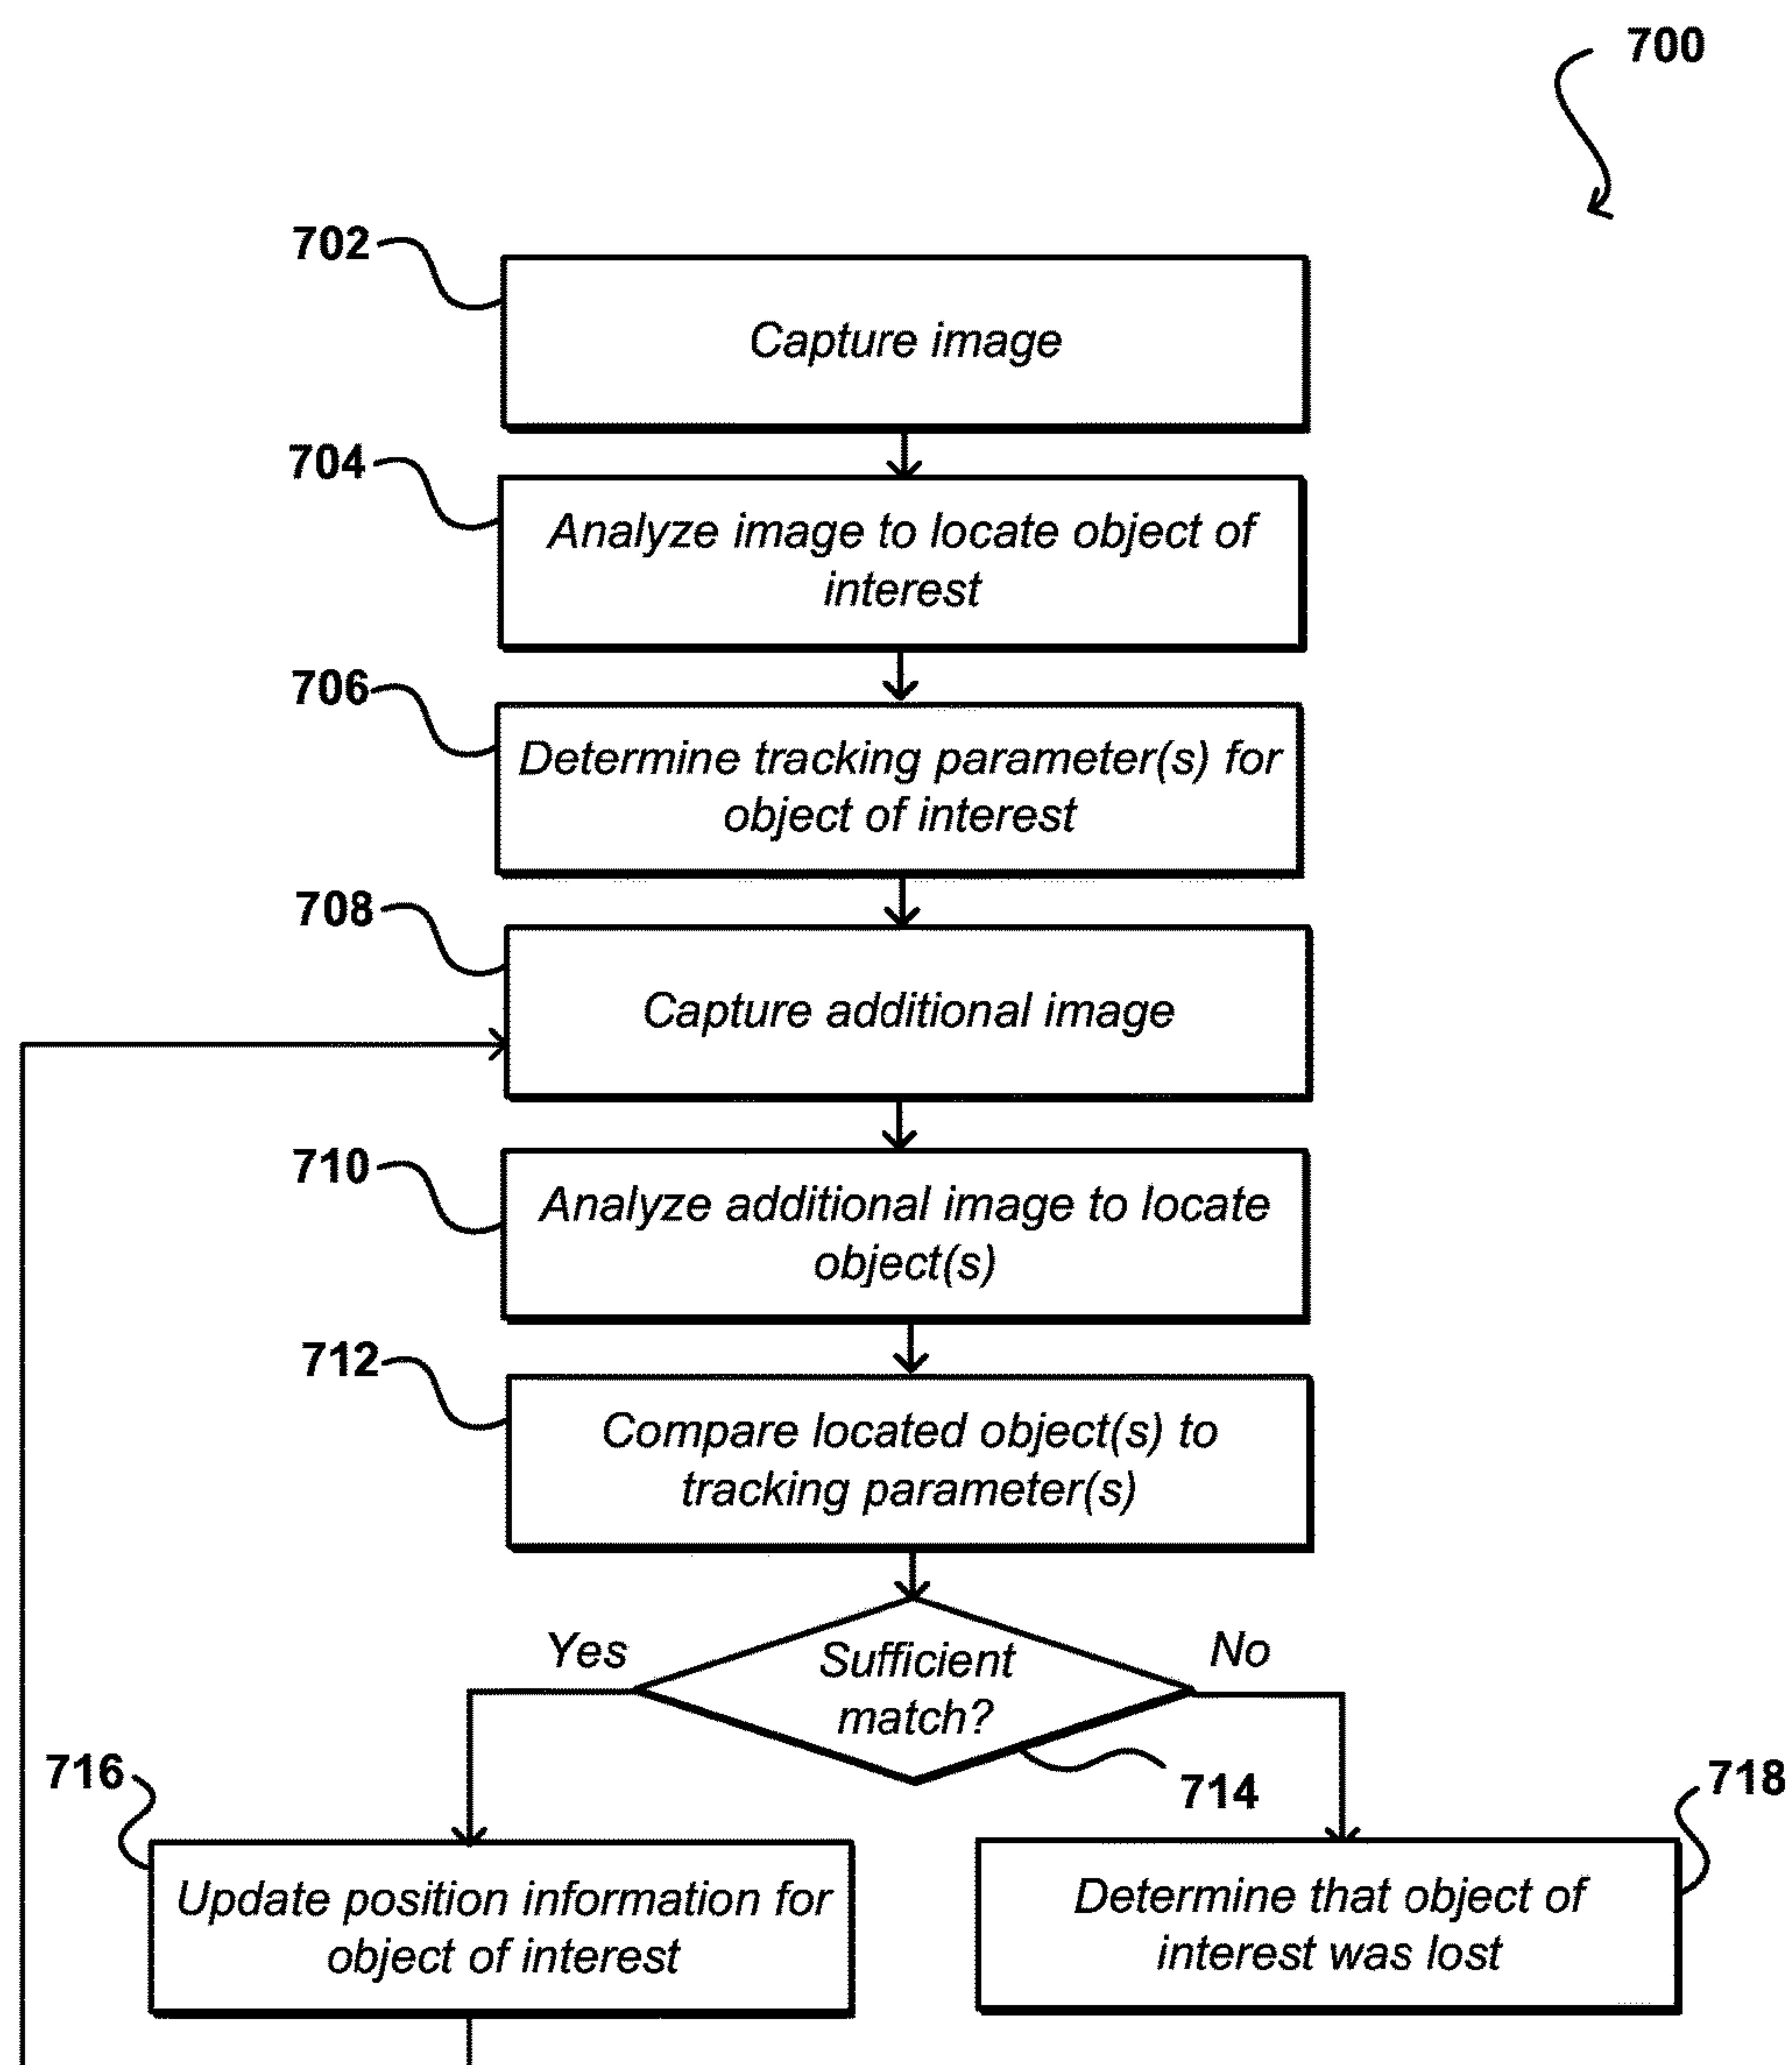 700
702
Capture image
704
Analyze image to locate object of
interest
706
Determine tracking parameter(s) for
object of interest
708
Capture additional image
710
Analyze additional image to locate
object(s)
712
Compare located object(s) to
tracking parameter(s)
Yes
Sufficient
match?
No
714
716
Update position information for
object of interest
718
Determine that object of
interest was lost